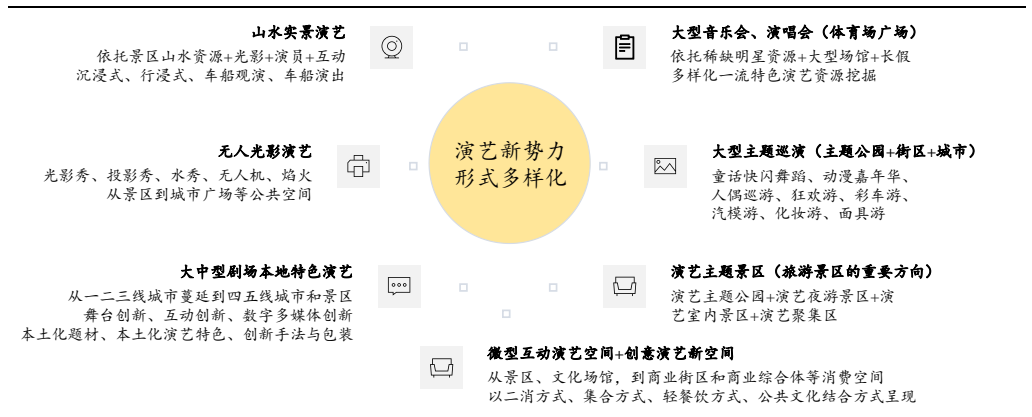 山水实景演艺
依托景区山水资源+光影+演员+互动
沉浸式、行浸式、车船观演、车船演出
无人光影演艺
光影秀、投影秀、水秀、无人机、焰火
从景区到城市广场等公共空间
大中型剧场本地特色演艺
从一二三线城市蔓延到四五线城市和景区
舞台创新、互动创新、数字多媒体创新
本土化题材、本土化演艺特色、创新手法与包装
演艺新势力
形式多样化
大型音乐会、演唱会（体育场广场）
依托稀缺明星资源+大型场馆+长假
多样化一流特色演艺资源挖掘
大型主题巡演（主题公园+街区+城市）
童话快闪舞蹈、动漫嘉年华、
人偶巡游、狂欢游、彩车游、
汽模游、化妆游、面具游
演艺主题景区（旅游景区的重要方向）
演艺主题公园+演艺夜游景区+演
艺室内景区+演艺聚集区
微型互动演艺空间+创意演艺新空间
从景区、文化场馆，到商业街区和商业综合体等消费空间
以二消方式、集合方式、轻餐饮方式、公共文化结合方式呈现